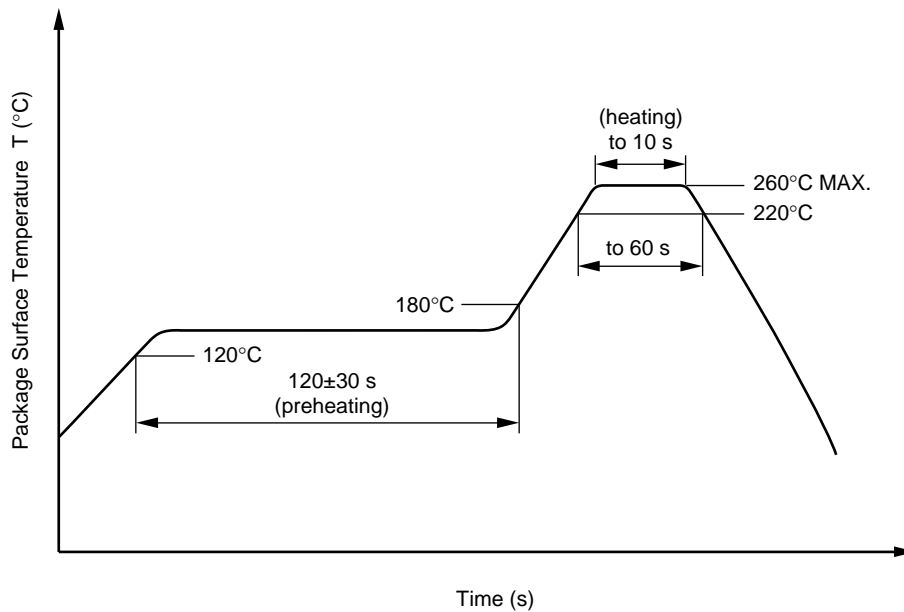 Package Surface Temperature T (°C)
(heating)
to 10 s
260°C MAX.
220°C
to 60 s
180°C
120°C
120±30 s
(preheating)
Time (s)